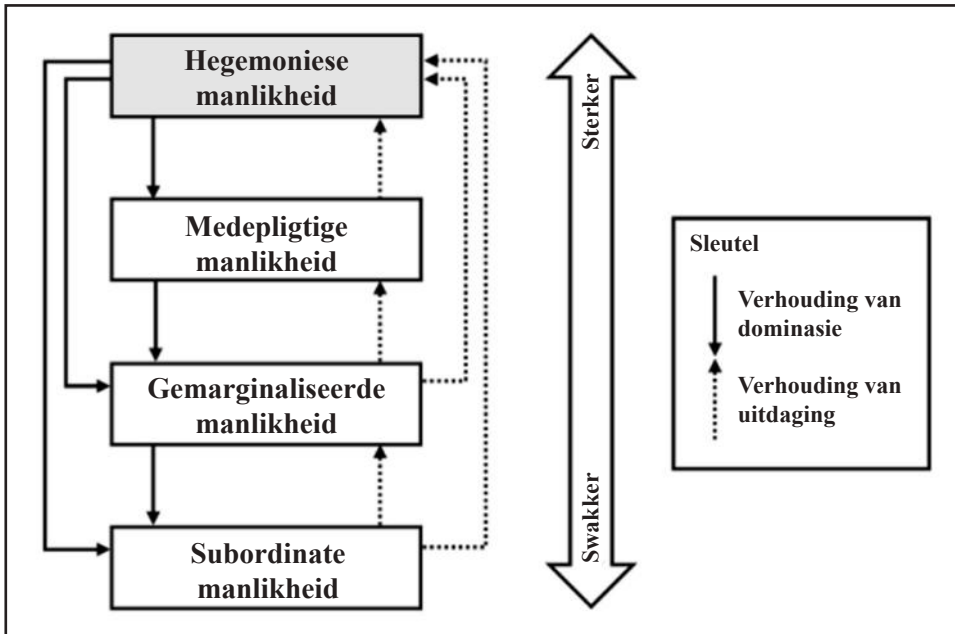 Hegemoniese
manlikheid
Medepligtige
manlikheid
Gemarginaliseerde
manlikheid
Subordinate
manlikheid
Sterker
Swakker
Sleutel
Verhouding van
dominasie
Verhouding van
uitdaging